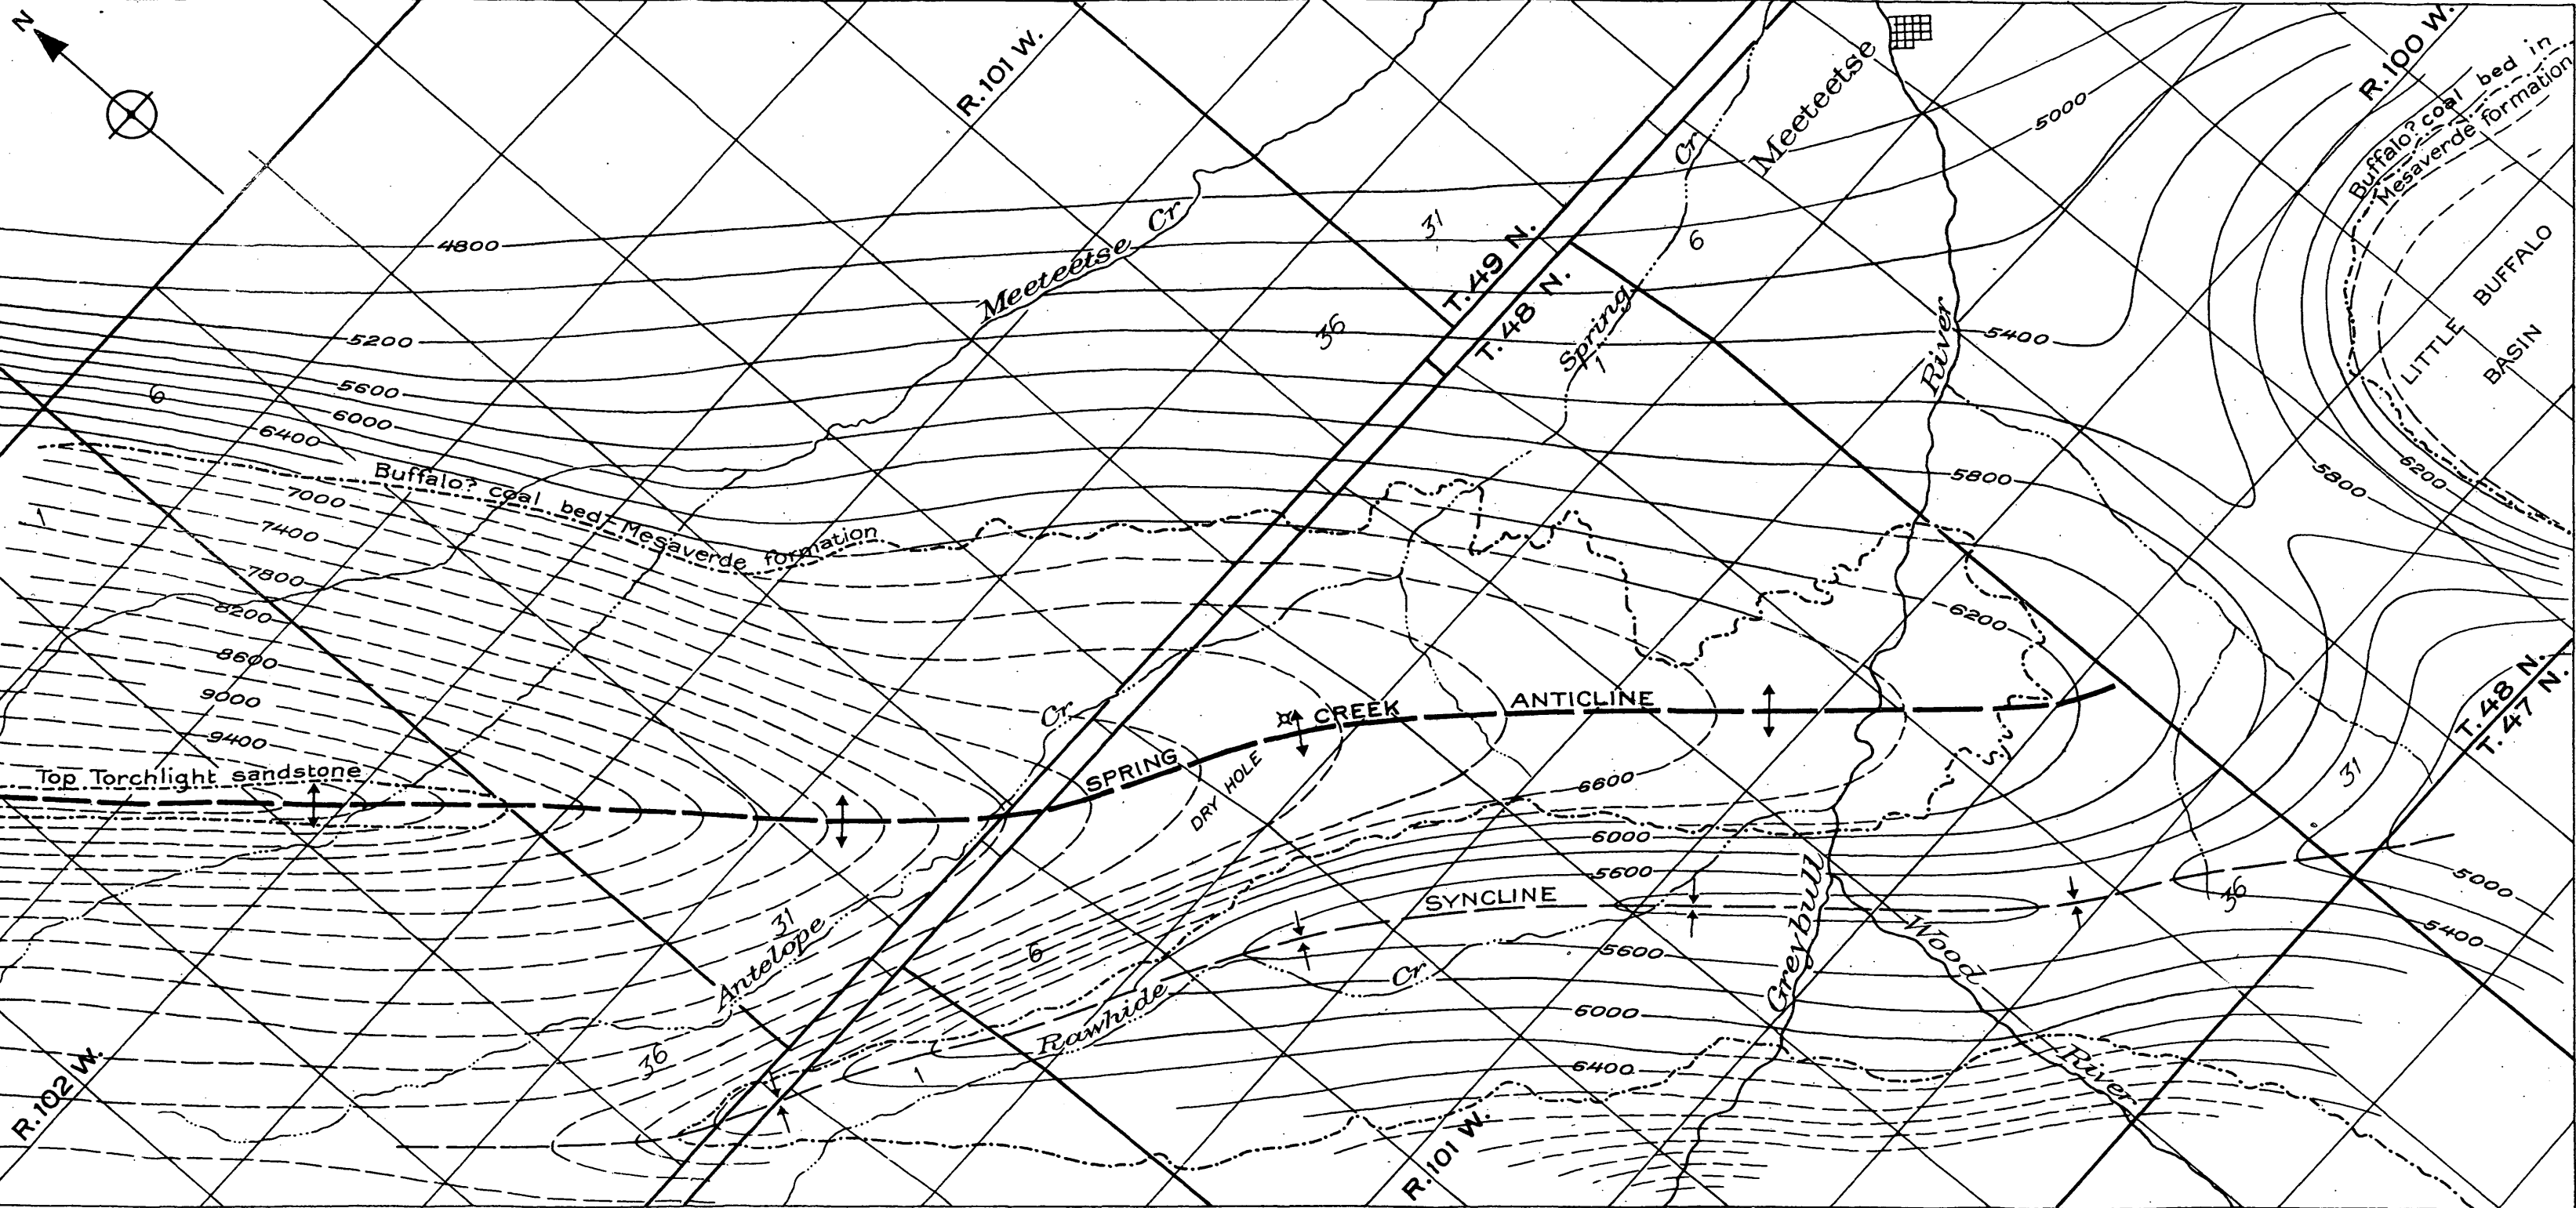 N
R. 101 W.
R. 100 W.
Buffalo? coal bed in
Mesaverde formation
Meeteetse
5000
Cr
31
6
4800
Meeteetse Cr
T. 49 N.
T. 48 N.
LITTLE BUFFALO
BASIN
5200
36
Spring
1
River
5400
5600
6
6000
6400
Buffalo? coal bed-Mesaverde formation
7000
1
7400
7800
8200
8600
9000
9400
5800
5800
6200
6200
Top Torchlight sandstone
Cr
SPRING
CREEK
ANTICLINE
DRY HOLE
6600
6000
5600
SYNCLINE
T. 48 N.
T. 47 N.
31
36
5000
5400
31
Antelope
6
Rawhide
Cr
5600
Greybull
Wood
6000
36
1
6400
River
R. 102 W.
R. 101 W.